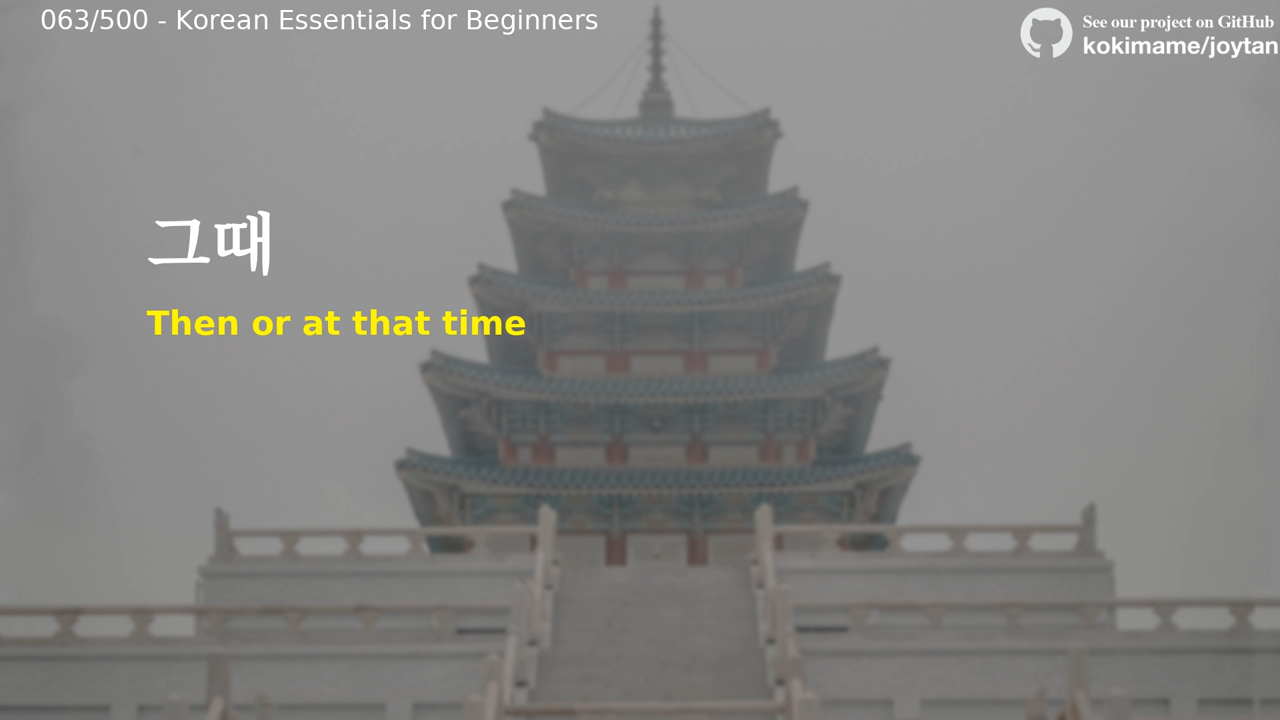 063/500 - Korean Essentials for Beginners
See our project on GitHub
kokimame/joytan
그때
Then or at that time